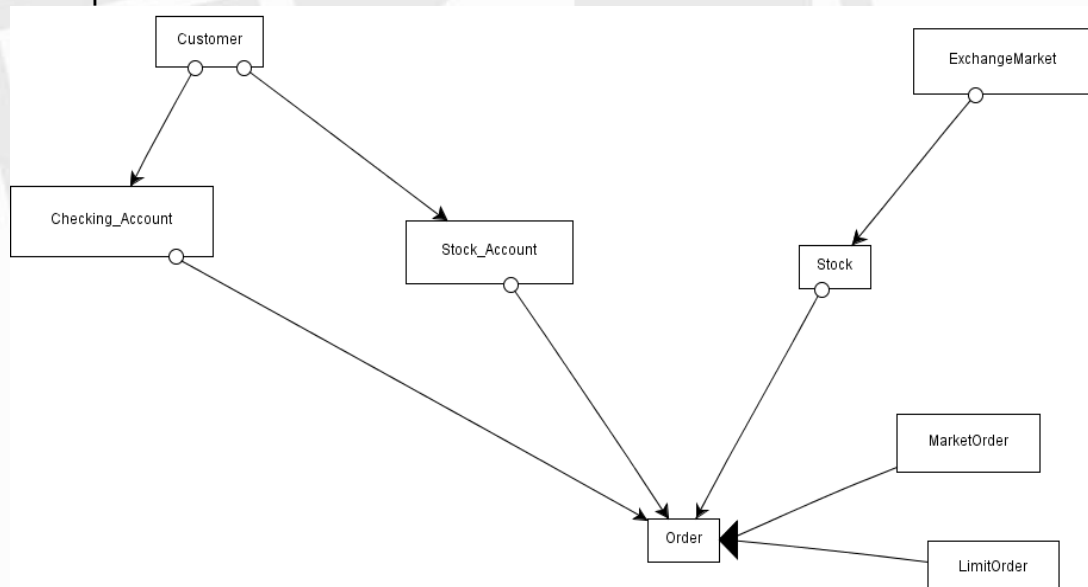 Customer
ExchangeMarket
Checking_Account
Stock_Account
Stock
MarketOrder
Order
LimitOrder